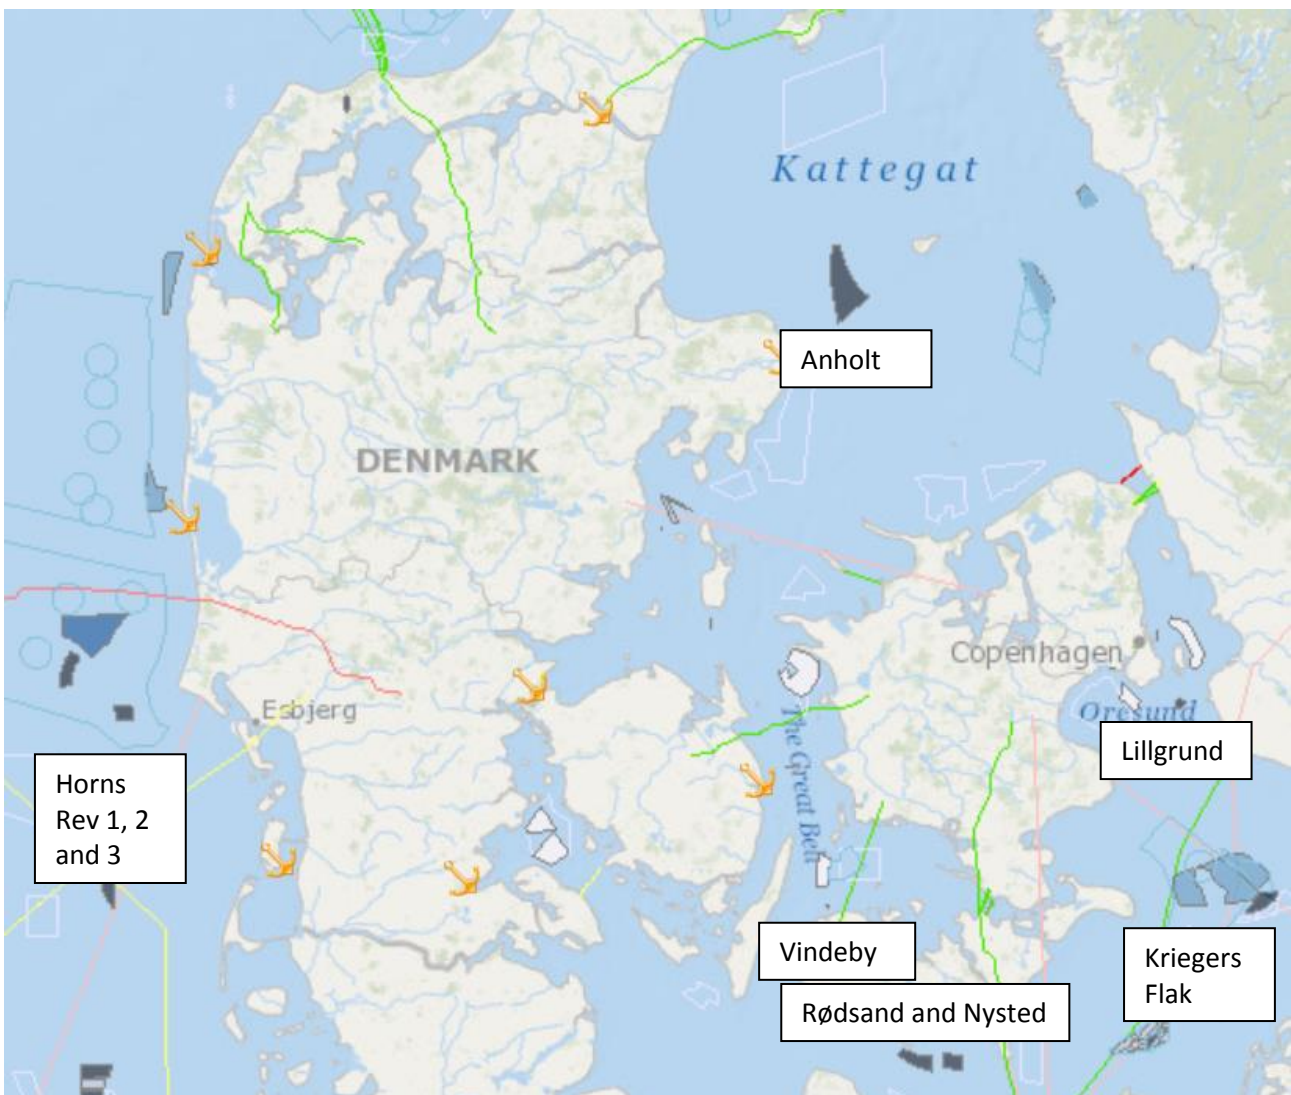 Kattegat
Anholt
DENMARK
Copenhagen
Esbjerg
Oresund
The Great Belt
Lillgrund
Horns
Rev 1, 2
and 3
Vindeby
Kriegers
Flak
Rødsand and Nysted